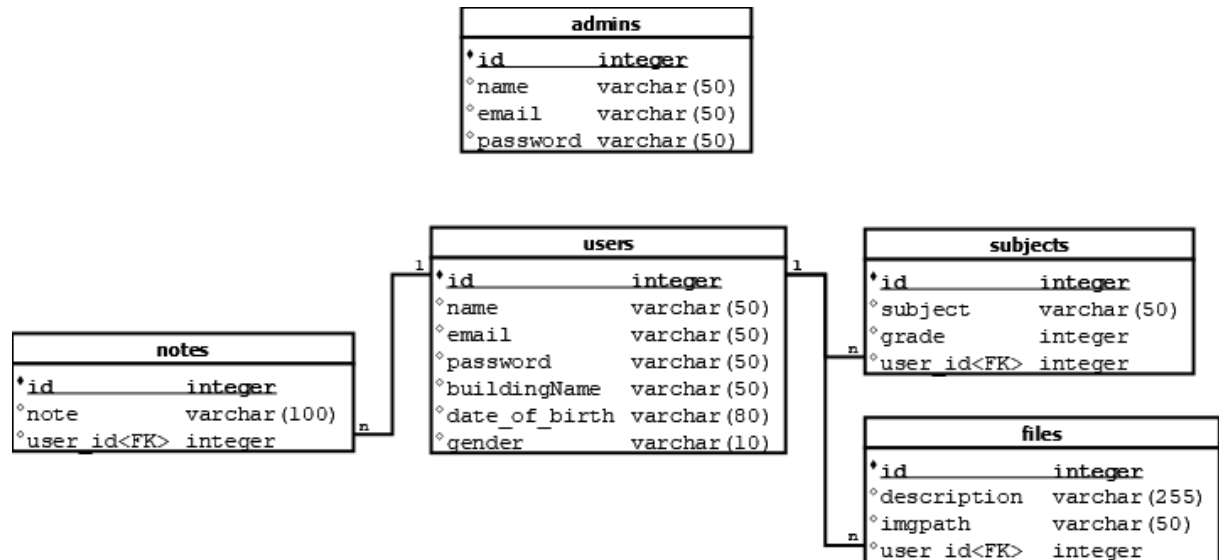 admins
id integer
name varchar(50)
email varchar(50)
password varchar(50)
users
1
1
id integer
name varchar(50)
email varchar(50)
password varchar(50)
buildingName varchar(50)
date_of_birth varchar(80)
gender varchar(10)
subjects
id integer
subject varchar(50)
grade integer
n
user_id<FK> integer
notes
id integer
note varchar(100)
user_id<FK> integer
n
files
id integer
description varchar(255)
imgpath varchar(50)
n
user_id<FK> integer